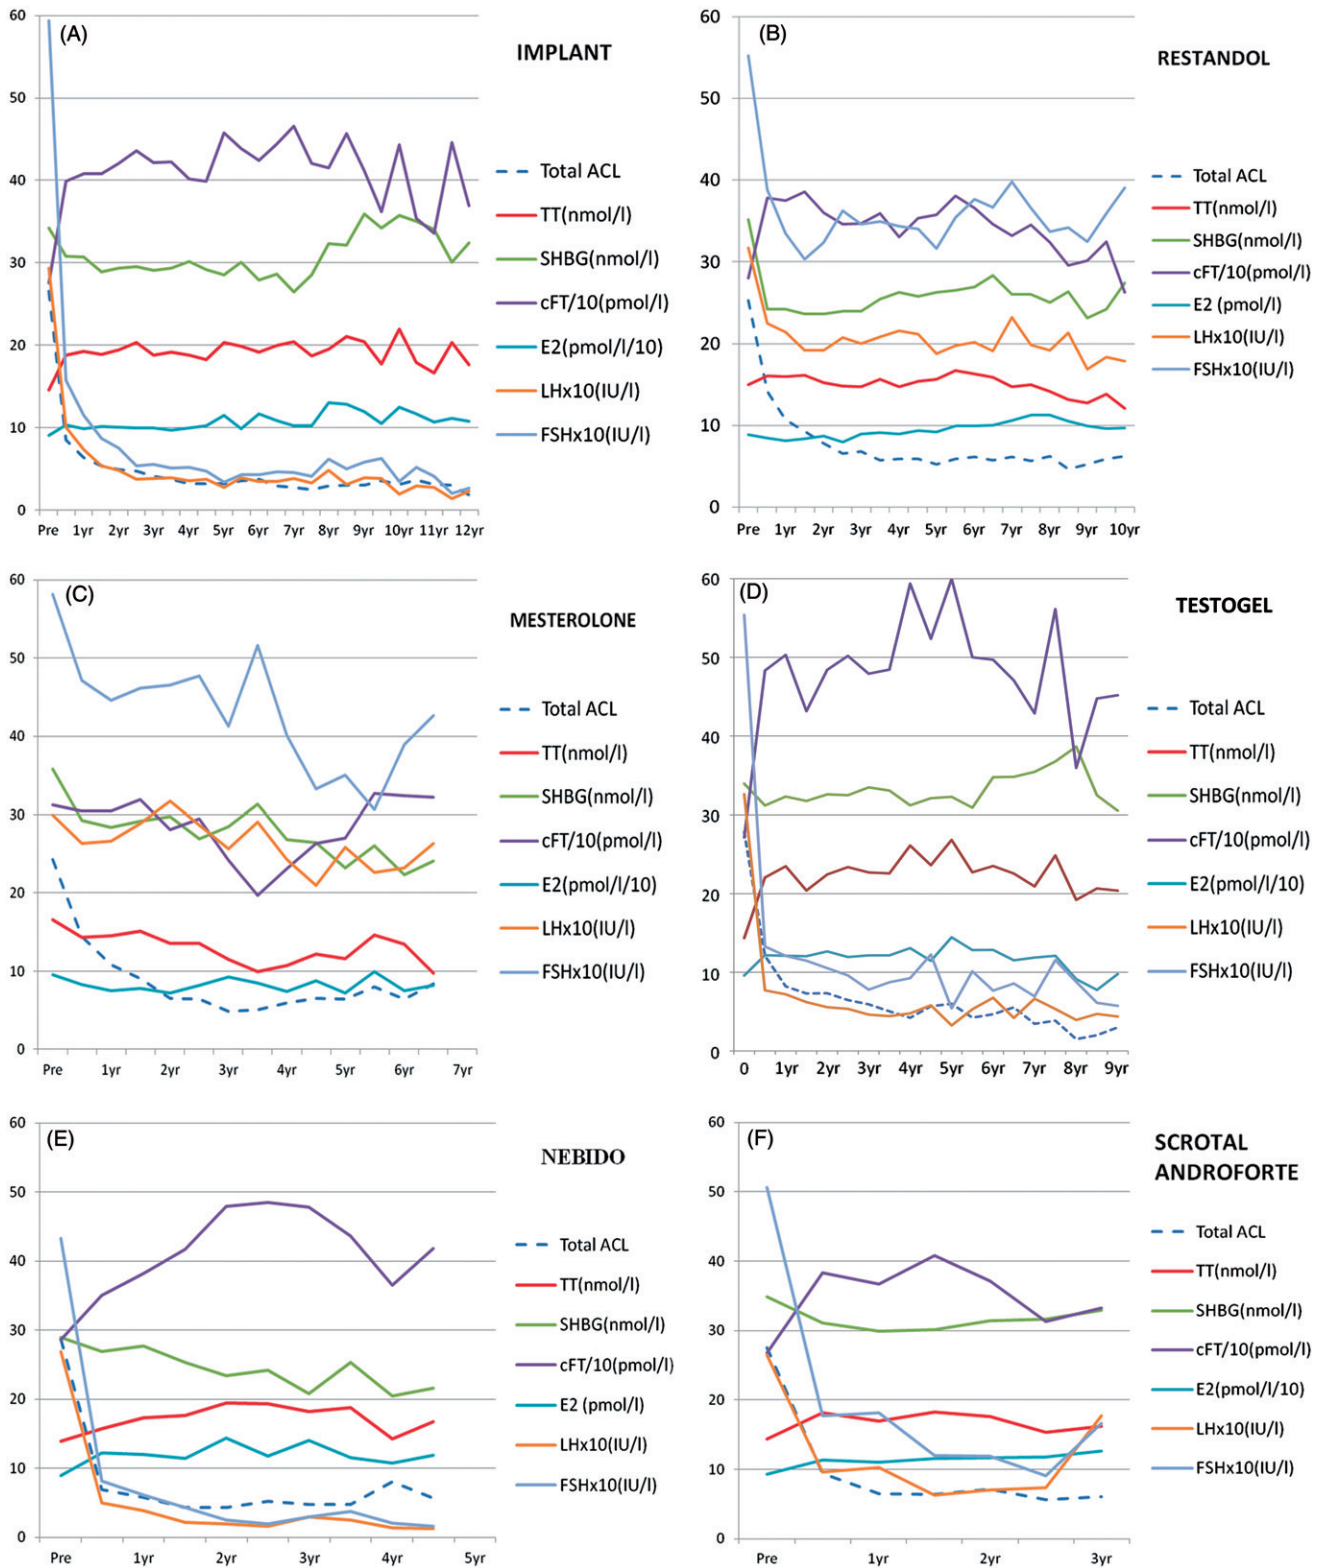 (A)
IMPLANT
60
50
40
30
20
10
0
Pre 1yr 2yr 3yr 4yr 5yr 6yr 7yr 8yr 9yr 10yr 11yr 12yr
Total ACL
TT(nmol/l)
SHBG(nmol/l)
cFT/10(pmol/l)
E2(pmol/l/10)
LHx10(IU/l)
FSHx10(IU/l)
(B)
RESTANDOL
60
50
40
30
20
10
0
Pre 1yr 2yr 3yr 4yr 5yr 6yr 7yr 8yr 9yr 10yr
Total ACL
TT(nmol/l)
SHBG(nmol/l)
cFT/10(pmol/l)
E2 (pmol/l)
LHx10(IU/l)
FSHx10(IU/l)
(C)
MESTEROLONE
60
50
40
30
20
10
0
Pre 1yr 2yr 3yr 4yr 5yr 6yr 7yr
Total ACL
TT(nmol/l)
SHBG(nmol/l)
cFT/10(pmol/l)
E2(pmol/l/10)
LHx10(IU/l)
FSHx10(IU/l)
(D)
TESTOGEL
60
50
40
30
20
10
0
0 1yr 2yr 3yr 4yr 5yr 6yr 7yr 8yr 9yr
Total ACL
TT(nmol/l)
SHBG(nmol/l)
cFT/10(pmol/l)
E2(pmol/l/10)
LHx10(IU/l)
FSHx10(IU/l)
(E)
NEBIDO
60
50
40
30
20
10
0
Pre 1yr 2yr 3yr 4yr 5yr
Total ACL
TT(nmol/l)
SHBG(nmol/l)
cFT/10(pmol/l)
E2 (pmol/l)
LHx10(IU/l)
FSHx10(IU/l)
(F)
SCROTAL
ANDROFORTE
60
50
40
30
20
10
0
Pre 1yr 2yr 3yr
Total ACL
TT(nmol/l)
SHBG(nmol/l)
cFT/10(pmol/l)
E2(pmol/l/10)
LHx10(IU/l)
FSHx10(IU/l)